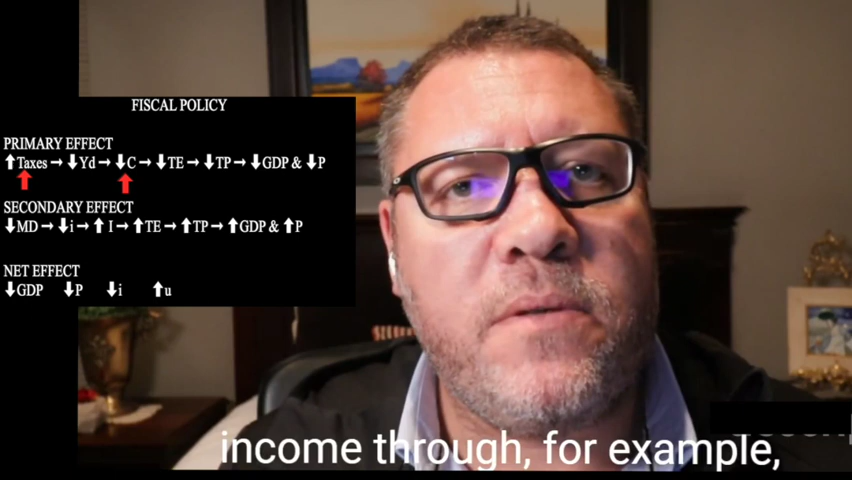 FISCAL POLICY
PRIMARY EFFECT
⬆Taxes → ⬇Yd → ⬇C → ⬇TE → ⬇TP → ⬇GDP & ⬇P
SECONDARY EFFECT
⬇MD → ⬇i → ⬆ I → ⬆TE → ⬆TP → ⬆GDP & ⬆P
NET EFFECT
⬇GDP ⬇P ⬇i ⬆u
income through, for example,